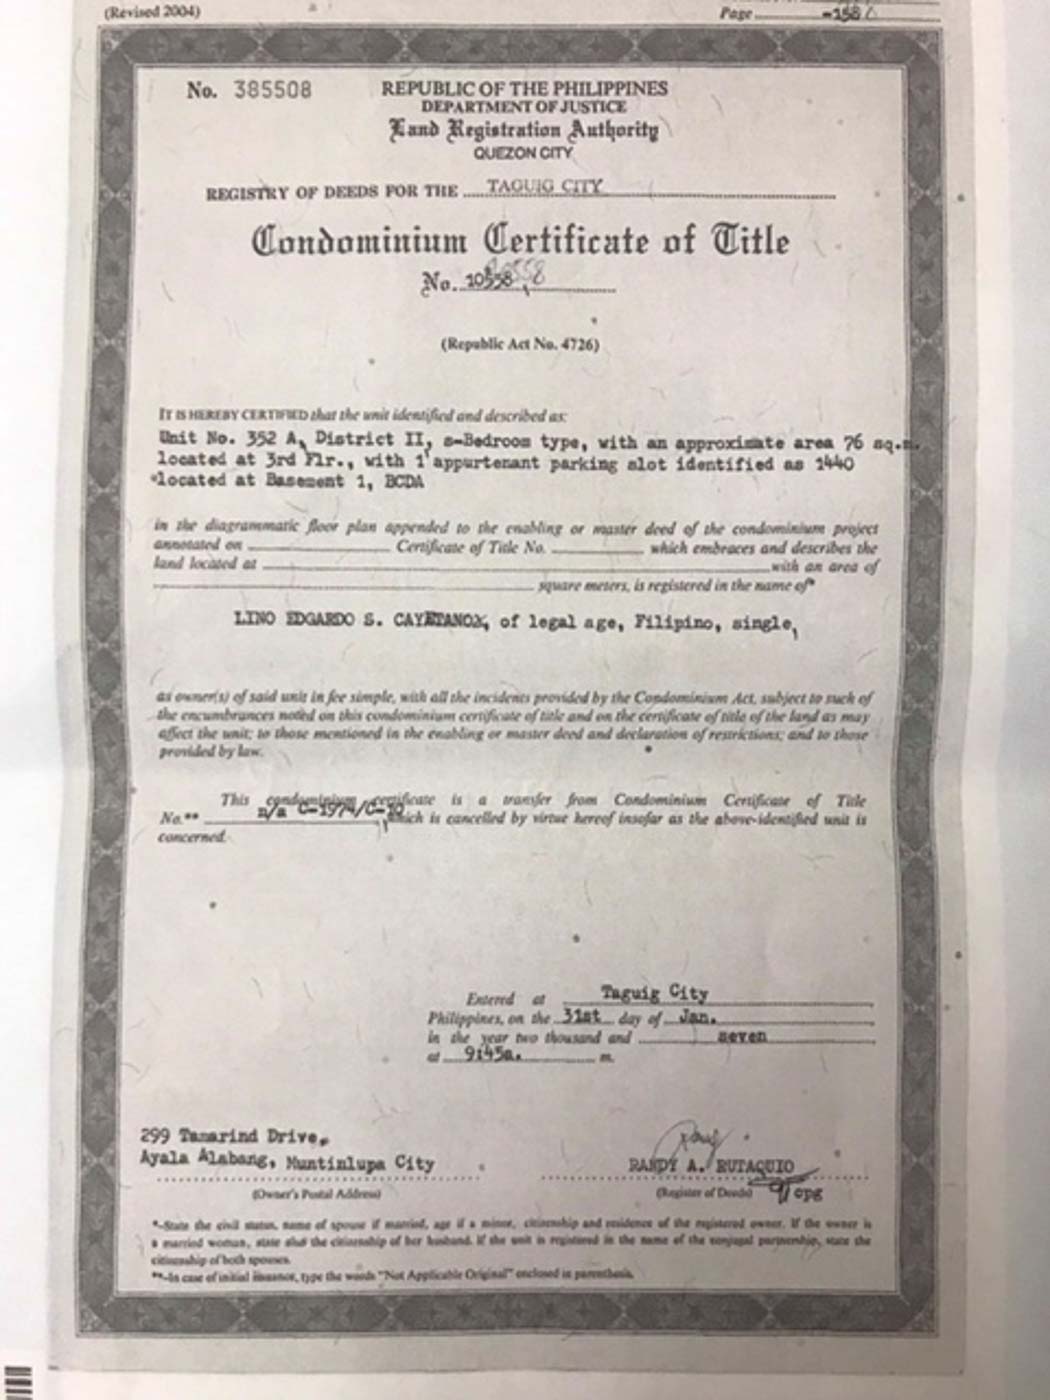 (Revised 2004)
Page -158
No. 385508
REPUBLIC OF THE PHILIPPINES
DEPARTMENT OF JUSTICE
Land Registration Authority
QUEZON CITY
REGISTRY OF DEEDS FOR THE TAGUIG CITY
Condominium Certificate of Title
No. 10558
(Republic Act No. 4726)
IT IS HEREBY CERTIFIED that the unit identified and described as:
Unit No. 352 A, District II, s-Bedroom type, with an approximate area 76 sq.m.
located at 3rd Flr., with 1 appurtenant parking slot identified as 1440
located at Basement 1, BCDA
in the diagrammatic floor plan appended to the enabling or master deed of the condominium project
annotated on ____ Certificate of Title No. ____ which embraces and describes the
land located at ____ with an area of
____ square meters, is registered in the name of*
LINO EDGARDO S. CAYETANOX, of legal age, Filipino, single,
as owner(s) of said unit in fee simple, with all the incidents provided by the Condominium Act, subject to such of
the encumbrances noted on this condominium certificate of title and on the certificate of title of the land as may
affect the unit; to those mentioned in the enabling or master deed and declaration of restrictions; and to those
provided by law.
This condominium certificate is a transfer from Condominium Certificate of Title
No.** n/a C-1974/C-10 which is cancelled by virtue hereof insofar as the above-identified unit is
concerned.
Entered at Taguig City
Philippines, on the 31st day of Jan.
in the year two thousand and seven
at 9:45a. m.
299 Tamarind Drive,
Ayala Alabang, Muntinlupa City
(Owner's Postal Address)
RANDY A. RUTAQUIO
(Register of Deeds) opg
*-State the civil status, name of spouse if married, age if a minor, citizenship and residence of the registered owner. If the owner is
a married woman, state also the citizenship of her husband. If the unit is registered in the name of the conjugal partnership, state the
citizenship of both spouses.
**-In case of initial issuance, type the words "Not Applicable Original" enclosed in parenthesis.